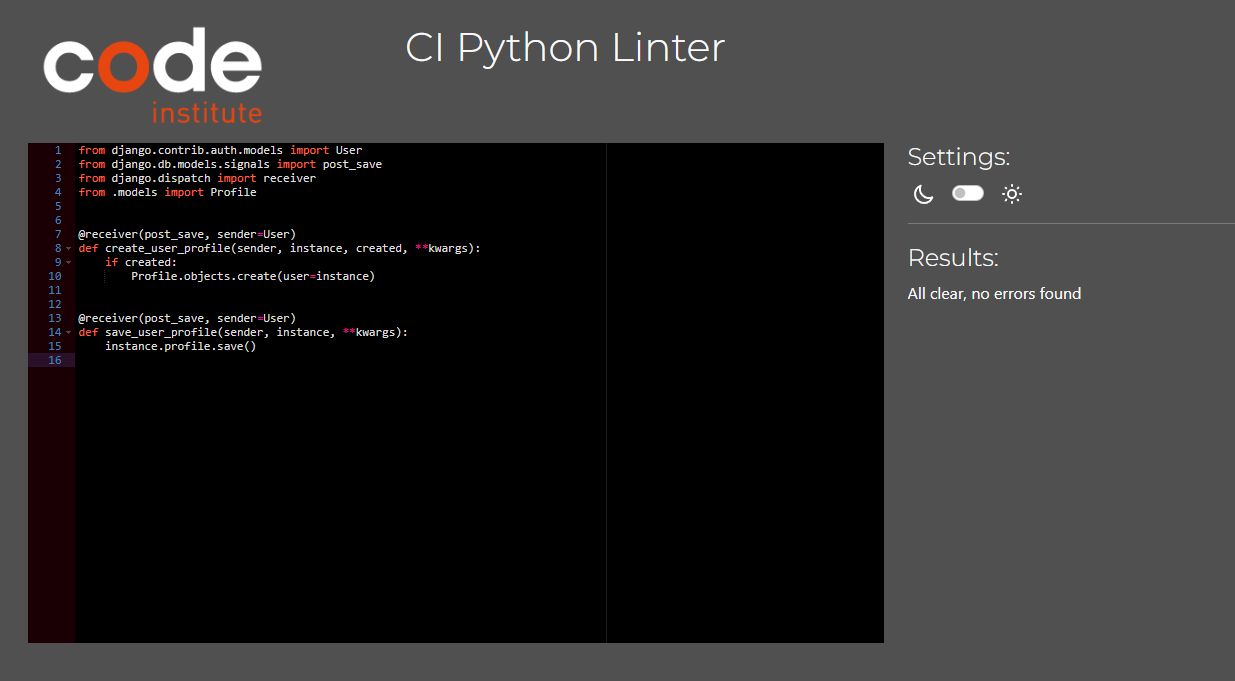 code
institute
CI Python Linter
1 from django.contrib.auth.models import User
2 from django.db.models.signals import post_save
3 from django.dispatch import receiver
4 from .models import Profile
5
6
7 @receiver(post_save, sender=User)
8 def create_user_profile(sender, instance, created, **kwargs):
9     if created:
10         Profile.objects.create(user=instance)
11
12
13 @receiver(post_save, sender=User)
14 def save_user_profile(sender, instance, **kwargs):
15     instance.profile.save()
16
Settings:
Results:
All clear, no errors found